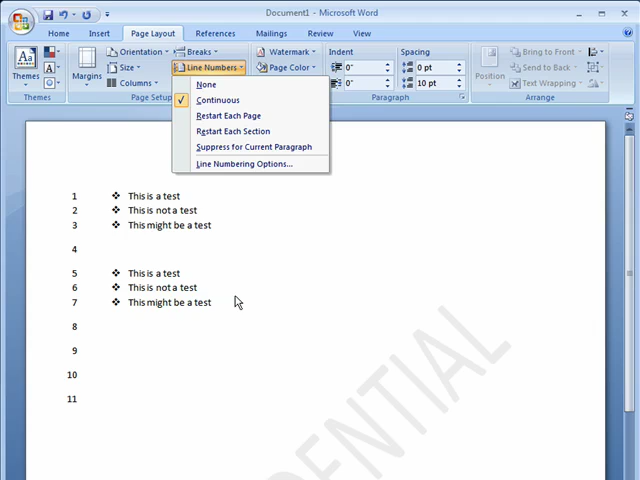 Document1 - Microsoft Word
Home Insert Page Layout References Mailings Review View
Themes Margins Orientation Breaks Watermark Indent Spacing Position Bring to Front
Size Line Numbers Page Color 0" 0 pt Send to Back
Columns 0" 10 pt Text Wrapping
Themes Page Setup Paragraph Arrange
None
Continuous
Restart Each Page
Restart Each Section
Suppress for Current Paragraph
Line Numbering Options...
1 ❖ This is a test
2 ❖ This is not a test
3 ❖ This might be a test
4
5 ❖ This is a test
6 ❖ This is not a test
7 ❖ This might be a test
8
9
10
11
ENTIAL